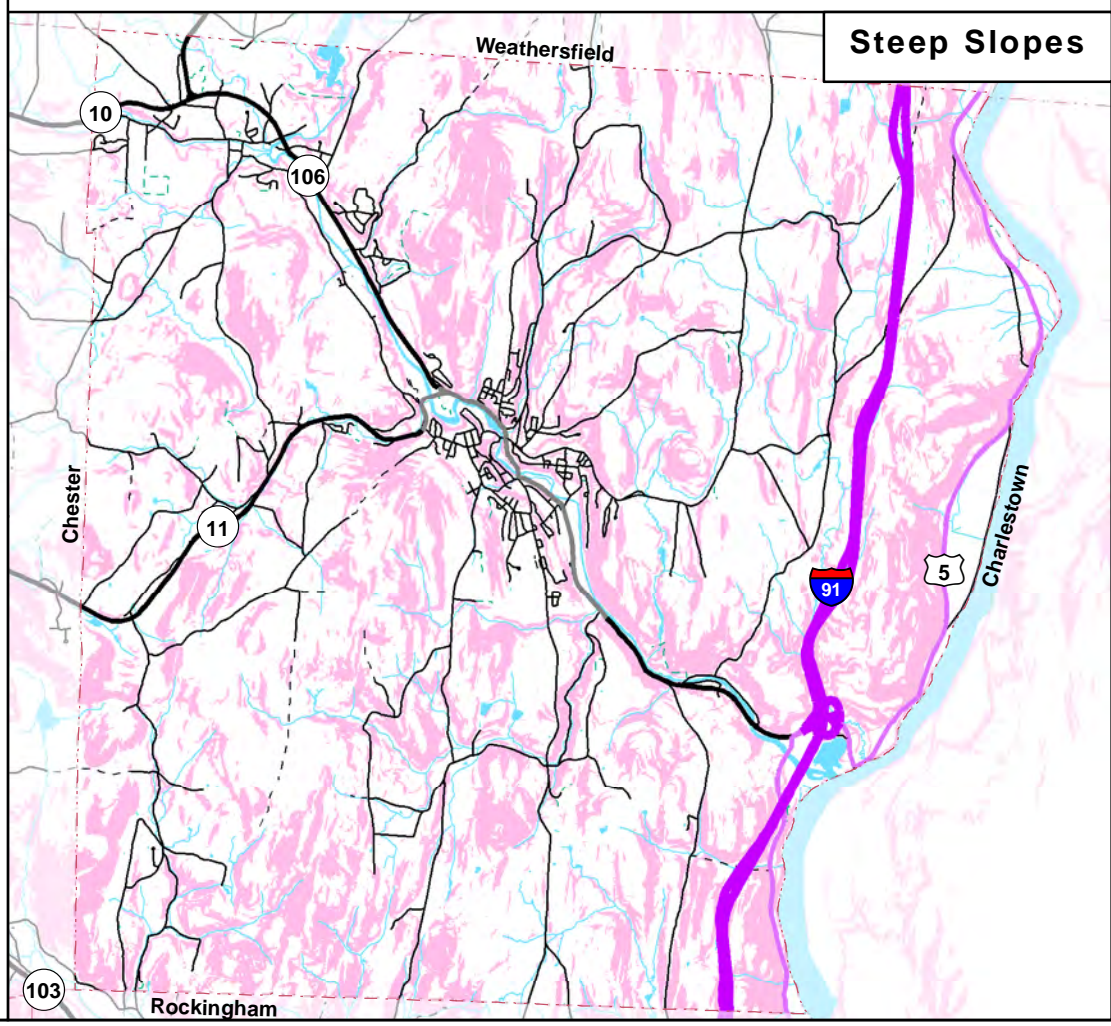 Steep Slopes
Weathersfield
10
106
Chester
11
5
Charlestown
91
103
Rockingham